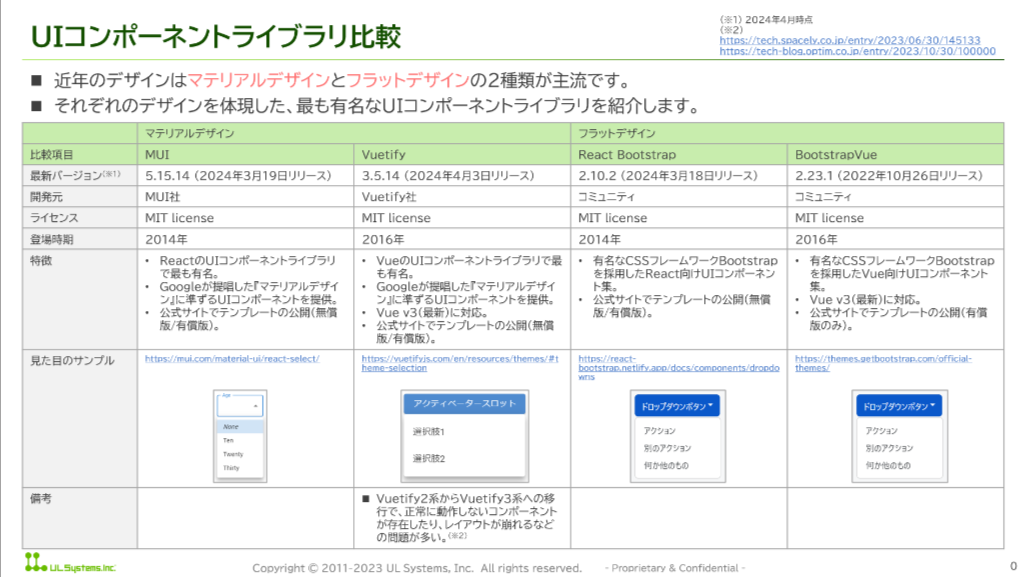 UIコンポーネントライブラリ比較
(※1) 2024年4月時点
(※2)
https://tech.spacely.co.jp/entry/2023/06/30/145133
https://tech-blog.optim.co.jp/entry/2023/10/30/100000
■ 近年のデザインはマテリアルデザインとフラットデザインの2種類が主流です。
■ それぞれのデザインを体現した、最も有名なUIコンポーネントライブラリを紹介します。
マテリアルデザイン
フラットデザイン
比較項目
MUI
Vuetify
React Bootstrap
BootstrapVue
最新バージョン(※1)
5.15.14 (2024年3月19日リリース)
3.5.14 (2024年4月3日リリース)
2.10.2 (2024年3月18日リリース)
2.23.1 (2022年10月26日リリース)
開発元
MUI社
Vuetify社
コミュニティ
コミュニティ
ライセンス
MIT license
MIT license
MIT license
MIT license
登場時期
2014年
2016年
2014年
2016年
特徴
• ReactのUIコンポーネントライブラリ
で最も有名。
• Googleが提唱した『マテリアルデザイ
ン』に準ずるUIコンポーネントを提供。
• 公式サイトでテンプレートの公開(無償
版/有償版)。
• VueのUIコンポーネントライブラリで最
も有名。
• Googleが提唱した『マテリアルデザイ
ン』に準ずるUIコンポーネントを提供。
• Vue v3(最新)に対応。
• 公式サイトでテンプレートの公開(無償
版/有償版)。
• 有名なCSSフレームワークBootstrap
を採用したReact向けUIコンポーネン
ト集。
• 公式サイトでテンプレートの公開(無償
版/有償版)。
• 有名なCSSフレームワークBootstrap
を採用したVue向けUIコンポーネント
集。
• Vue v3(最新)に対応。
• 公式サイトでテンプレートの公開(有償
版のみ)。
見た目のサンプル
https://mui.com/material-ui/react-select/
Age
None
Ten
Twenty
Thirty
https://vuetifyjs.com/en/resources/themes/#t
heme-selection
アクティベータースロット
選択肢1
選択肢2
https://react-
bootstrap.netlify.app/docs/components/dropdo
wns
ドロップダウンボタン
アクション
別のアクション
何か他のもの
https://themes.getbootstrap.com/official-
themes/
ドロップダウンボタン
アクション
別のアクション
何か他のもの
備考
■ Vuetify2系からVuetify3系への移
行で、正常に動作しないコンポーネント
が存在したり、レイアウトが崩れるなど
の問題が多い。(※2)
UL Systems, Inc.
Copyright © 2011-2023 UL Systems, Inc. All rights reserved.
- Proprietary & Confidential -
0